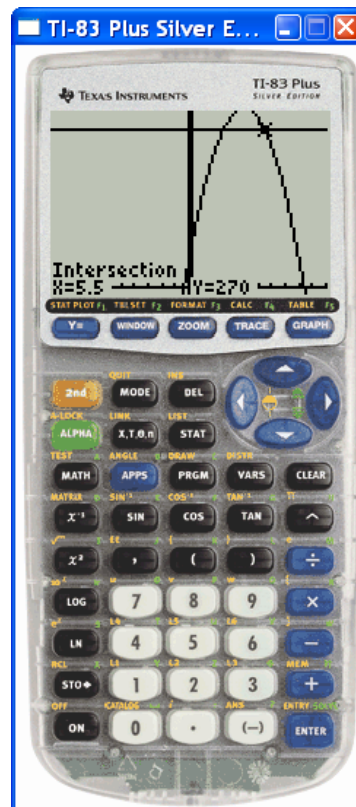 TI-83 Plus Silver E...
TEXAS INSTRUMENTS TI-83 Plus
SILVER EDITION
Intersection
X=5.5 Y=270
STAT PLOT F1 TBLSET F2 FORMAT F3 CALC F4 TABLE F5
Y= WINDOW ZOOM TRACE GRAPH
QUIT INS
2nd MODE DEL
A-LOCK LINK LIST
ALPHA X,T,θ,n STAT
TEST A ANGLE B DRAW C DISTR
MATH APPS PRGM VARS CLEAR
MATRIX D SIN⁻¹ E COS⁻¹ F TAN⁻¹ G π H
x⁻¹ SIN COS TAN ^
√ I EE J { K } L e M
x² , ( ) ÷
LOG 7 8 9 ×
LN 4 5 6 −
RCL X L1 Y L2 Z L3 θ MEM
STO→ 1 2 3 +
OFF CATALOG i ANS ? ENTRY SOLVE
ON 0 . (−) ENTER